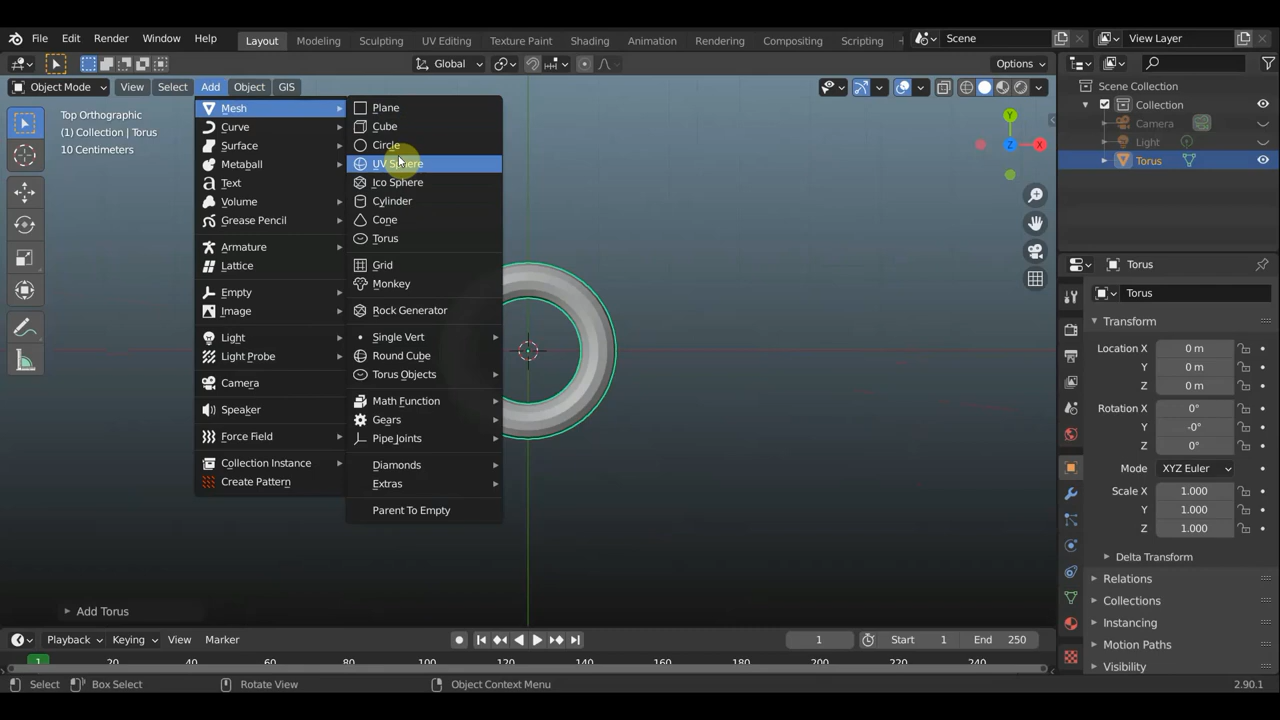 File Edit Render Window Help Layout Modeling Sculpting UV Editing Texture Paint Shading Animation Rendering Compositing Scripting + Scene View Layer
Global Options
Object Mode View Select Add Object GIS
Top Orthographic
(1) Collection | Torus
10 Centimeters
Mesh
Curve
Surface
Metaball
Text
Volume
Grease Pencil
Armature
Lattice
Empty
Image
Light
Light Probe
Camera
Speaker
Force Field
Collection Instance
Create Pattern
Plane
Cube
Circle
UV Sphere
Ico Sphere
Cylinder
Cone
Torus
Grid
Monkey
Rock Generator
Single Vert
Round Cube
Torus Objects
Math Function
Gears
Pipe Joints
Diamonds
Extras
Parent To Empty
Y
Z
X
Scene Collection
Collection
Camera
Light
Torus
Torus
Torus
Transform
Location X 0 m
Y 0 m
Z 0 m
Rotation X 0°
Y -0°
Z 0°
Mode XYZ Euler
Scale X 1.000
Y 1.000
Z 1.000
Delta Transform
Relations
Collections
Instancing
Motion Paths
Visibility
Add Torus
Playback Keying View Marker 1 Start 1 End 250
1 20 40 60 80 100 120 140 160 180 200 220 240
Select Box Select Rotate View Object Context Menu 2.90.1